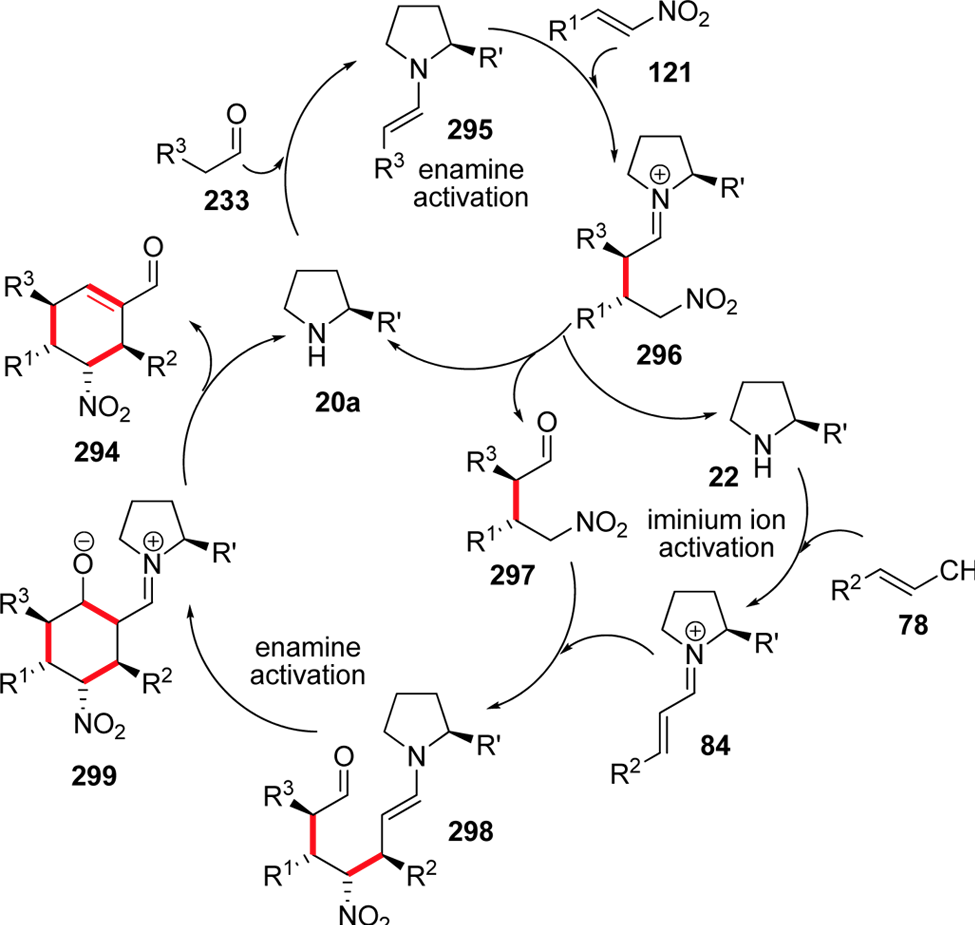 R1
NO2
121
N
R'
295
R3
enamine
activation
O
R3
233
N
R'
R3
NO2
R1
296
O
R3
R1
R2
NO2
294
N
H
R'
20a
N
H
R'
22
O
R3
R1
NO2
297
iminium ion
activation
R2
78
N
R'
R2
84
O
N
R'
R3
R1
R2
NO2
299
enamine
activation
N
R'
O
R3
R1
R2
NO2
298